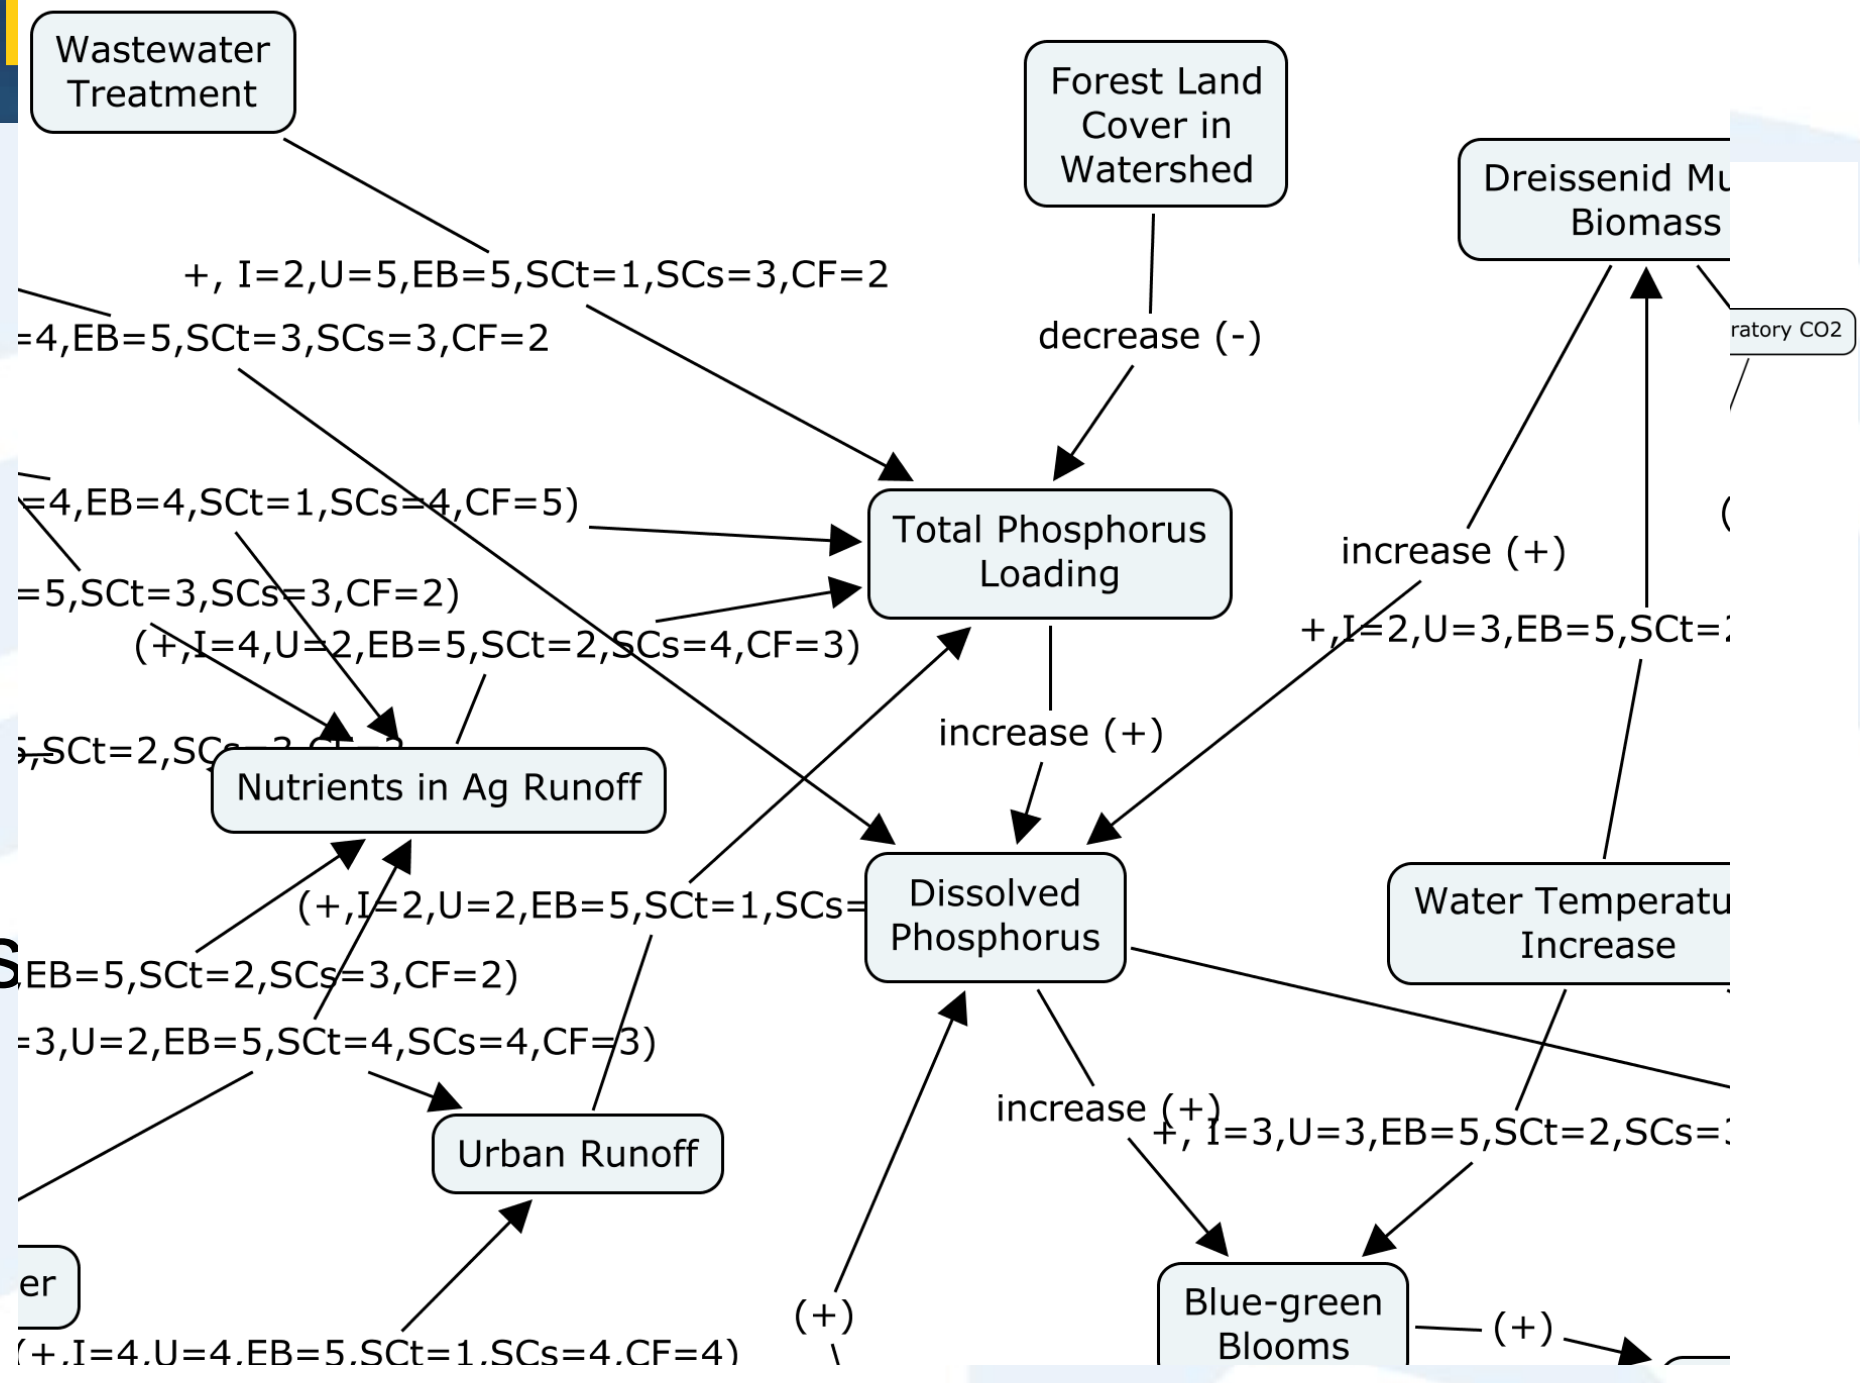 Wastewater
Treatment
Forest Land
Cover in
Watershed
Dreissenid
Biomass
+, I=2,U=5,EB=5,SCt=1,SCs=3,CF=2
=4,EB=5,SCt=3,SCs=3,CF=2
decrease (-)
CO2
=4,EB=4,SCt=1,SCs=4,CF=5)
Total Phosphorus
Loading
increase (+)
=5,SCt=3,SCs=3,CF=2)
(+,I=4,U=2,EB=5,SCt=2,SCs=4,CF=3)
+,I=2,U=3,EB=5,SCt=2
increase (+)
,SCt=2,SCs=3
Nutrients in Ag Runoff
(+,I=2,U=2,EB=5,SCt=1,SCs=
Dissolved
Phosphorus
Water
Increase
,EB=5,SCt=2,SCs=3,CF=2)
=3,U=2,EB=5,SCt=4,SCs=4,CF=3)
increase (+)
+, I=3,U=3,EB=5,SCt=2,SCs=3
Urban Runoff
er
(+)
Blue-green
Blooms
(+)
(+,I=4,U=4,EB=5,SCt=1,SCs=4,CF=4)